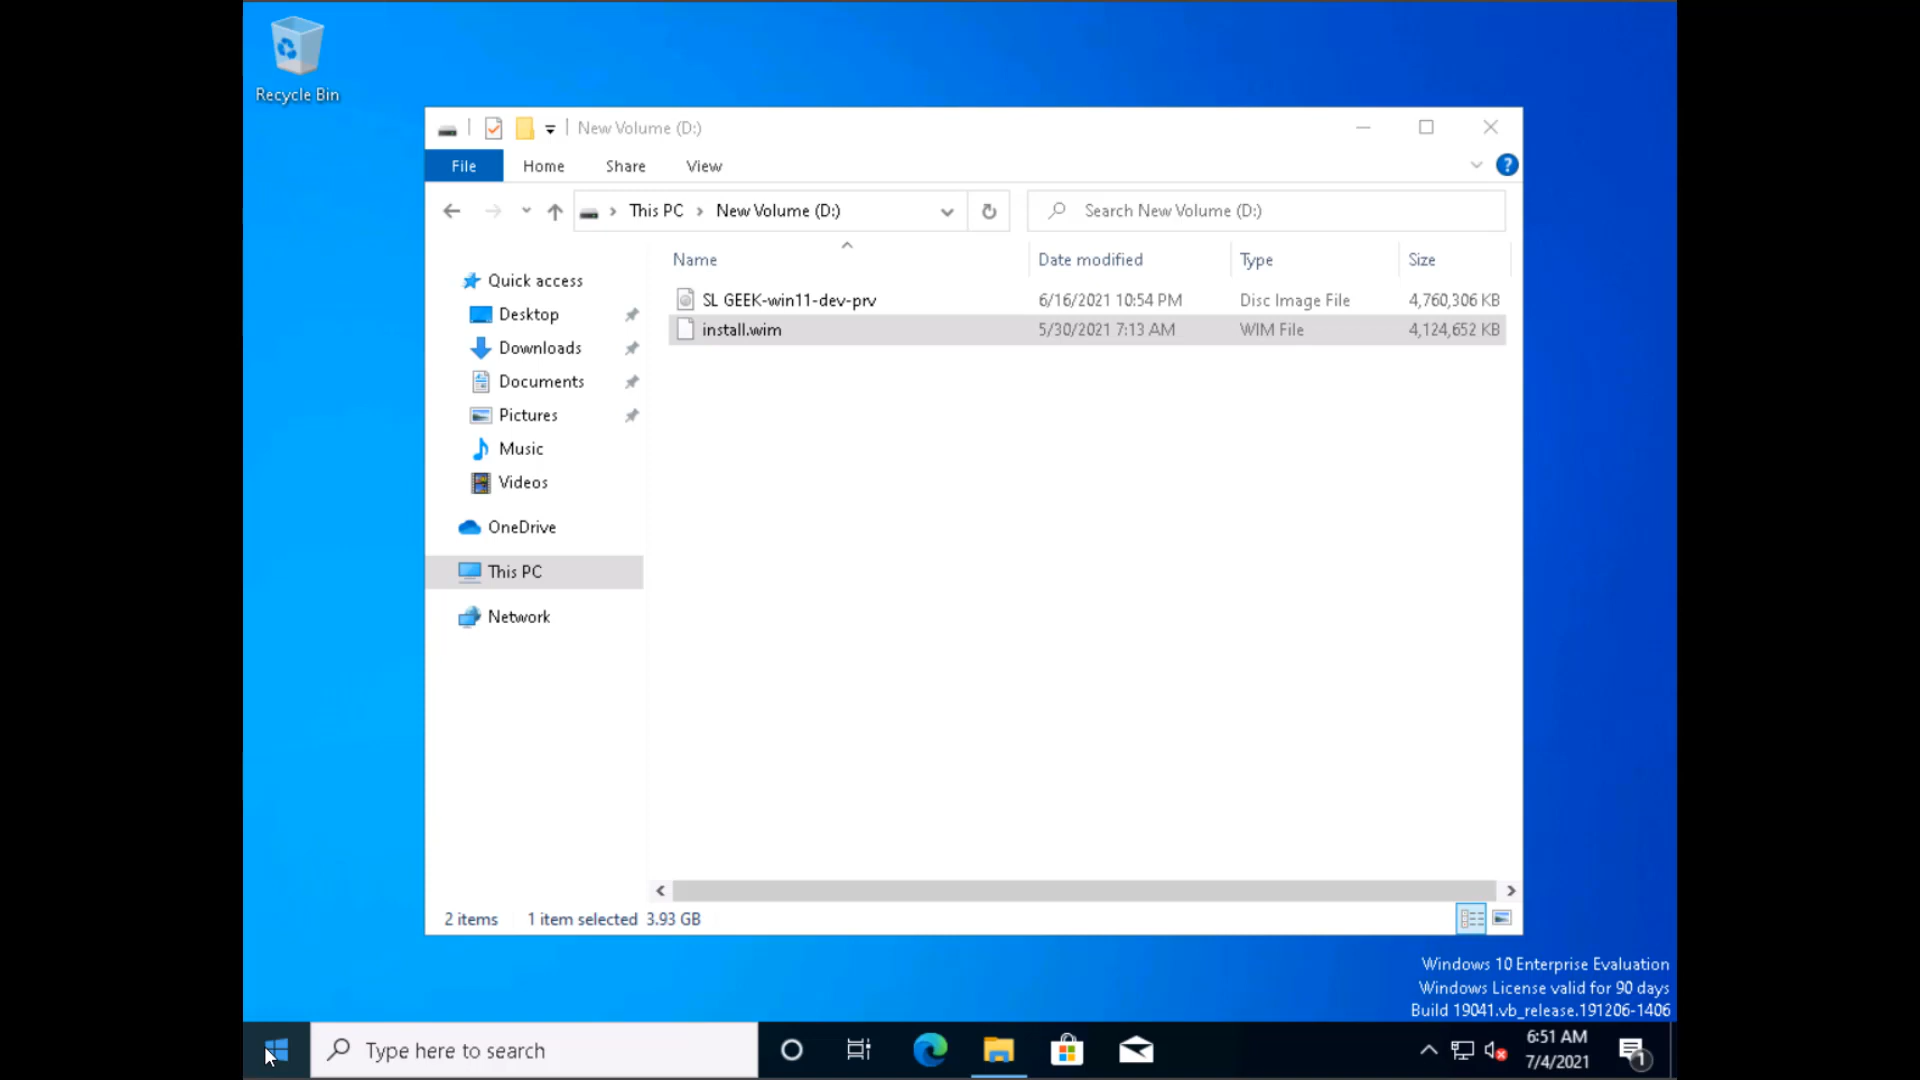 Recycle Bin
New Volume (D:)
File Home Share View
This PC New Volume (D:) Search New Volume (D:)
Name Date modified Type Size
SL GEEK-win11-dev-prv 6/16/2021 10:54 PM Disc Image File 4,760,306 KB
install.wim 5/30/2021 7:13 AM WIM File 4,124,652 KB
Quick access
Desktop
Downloads
Documents
Pictures
Music
Videos
OneDrive
This PC
Network
2 items 1 item selected 3.93 GB
Windows 10 Enterprise Evaluation
Windows License valid for 90 days
Build 19041.vb_release.191206-1406
Type here to search
6:51 AM
7/4/2021
1